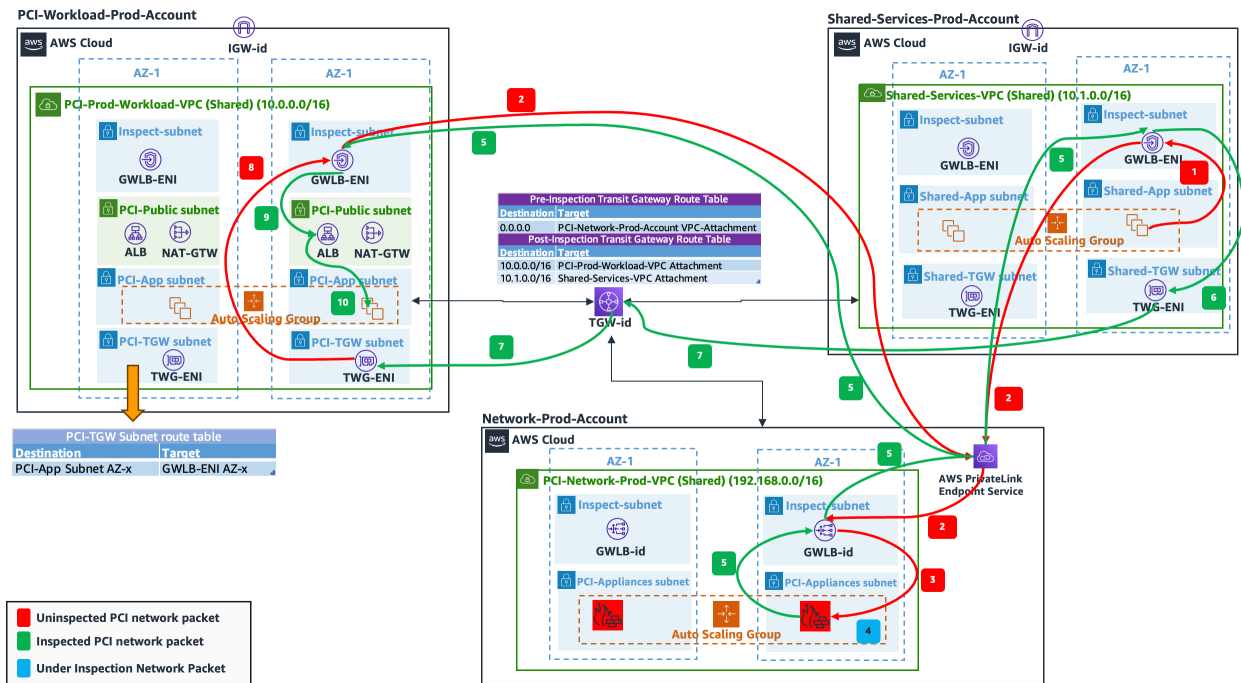 PCI-Workload-Prod-Account
IGW-id
aws
AWS Cloud
AZ-1
AZ-1
PCI-Prod-Workload-VPC (Shared) (10.0.0.0/16)
Inspect-subnet
Inspect-subnet
GWLB-ENI
GWLB-ENI
8
9
PCI-Public subnet
PCI-Public subnet
ALB
NAT-GTW
ALB
NAT-GTW
PCI-App subnet
PCI-App subnet
10
Auto Scaling Group
PCI-TGW subnet
PCI-TGW subnet
TWG-ENI
TWG-ENI
PCI-TGW Subnet route table
Destination Target
PCI-App Subnet AZ-x GWLB-ENI AZ-x
2
5
Pre-Inspection Transit Gateway Route Table
Destination Target
0.0.0.0 PCI-Network-Prod-Account VPC-Attachment
Post-Inspection Transit Gateway Route Table
Destination Target
10.0.0.0/16 PCI-Prod-Workload-VPC Attachment
10.1.0.0/16 Shared-Services-VPC Attachment
TGW-id
7
7
5
2
Shared-Services-Prod-Account
IGW-id
aws
AWS Cloud
AZ-1
AZ-1
Shared-Services-VPC (Shared) (10.1.0.0/16)
Inspect-subnet
Inspect-subnet
GWLB-ENI
GWLB-ENI
5
1
Shared-App subnet
Shared-App subnet
Auto Scaling Group
Shared-TGW subnet
Shared-TGW subnet
TWG-ENI
TWG-ENI
6
Network-Prod-Account
aws
AWS Cloud
AZ-1
AZ-1
5
AWS PrivateLink
Endpoint Service
PCI-Network-Prod-VPC (Shared) (192.168.0.0/16)
Inspect-subnet
Inspect-subnet
2
GWLB-id
GWLB-id
5
3
PCI-Appliances subnet
PCI-Appliances subnet
Auto Scaling Group
4
Uninspected PCI network packet
Inspected PCI network packet
Under Inspection Network Packet